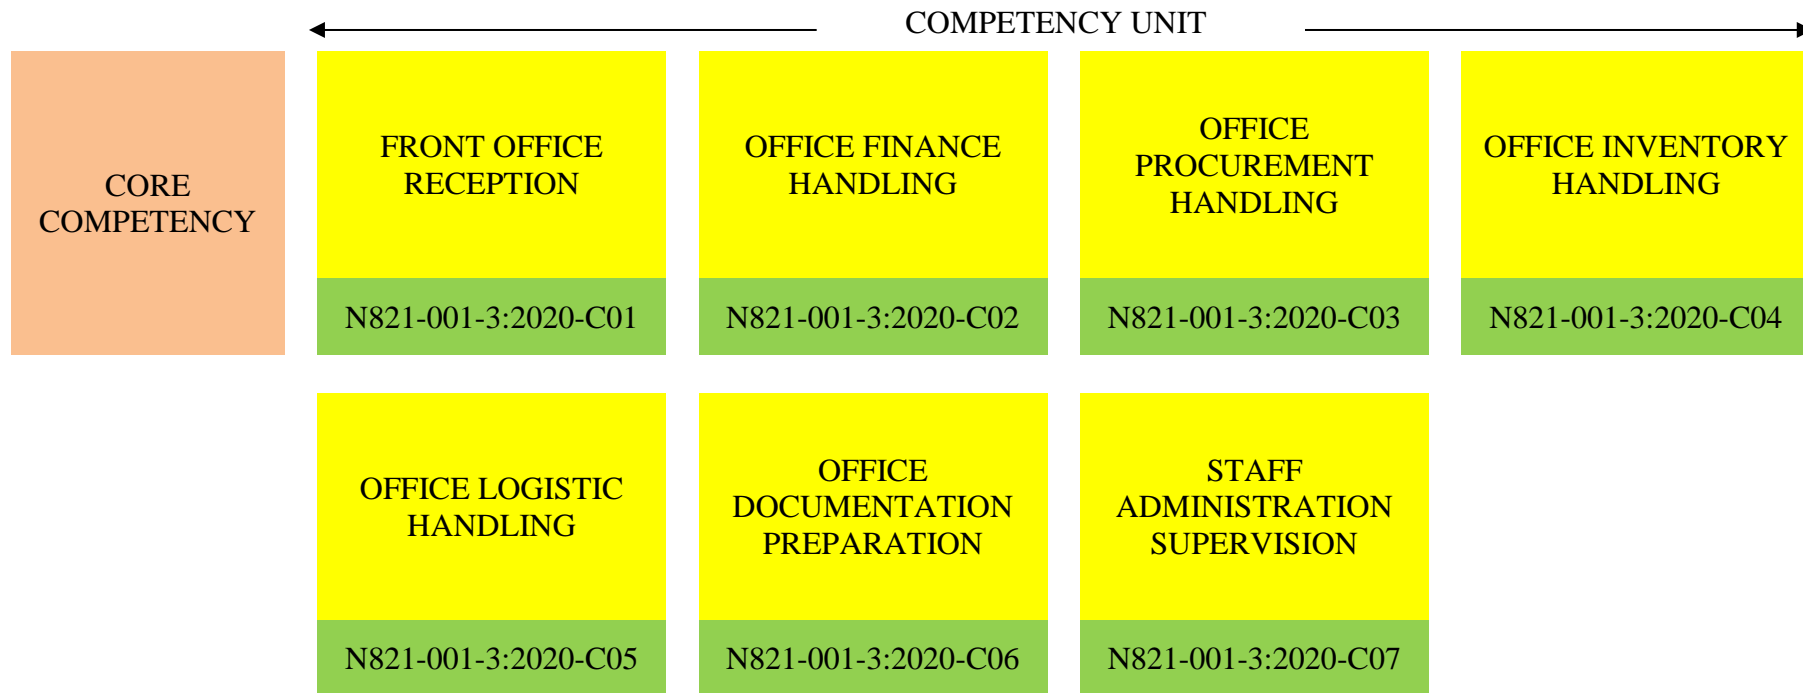 COMPETENCY UNIT
CORE
COMPETENCY
FRONT OFFICE
RECEPTION
N821-001-3:2020-C01
OFFICE FINANCE
HANDLING
N821-001-3:2020-C02
OFFICE
PROCUREMENT
HANDLING
N821-001-3:2020-C03
OFFICE INVENTORY
HANDLING
N821-001-3:2020-C04
OFFICE LOGISTIC
HANDLING
N821-001-3:2020-C05
OFFICE
DOCUMENTATION
PREPARATION
N821-001-3:2020-C06
STAFF
ADMINISTRATION
SUPERVISION
N821-001-3:2020-C07